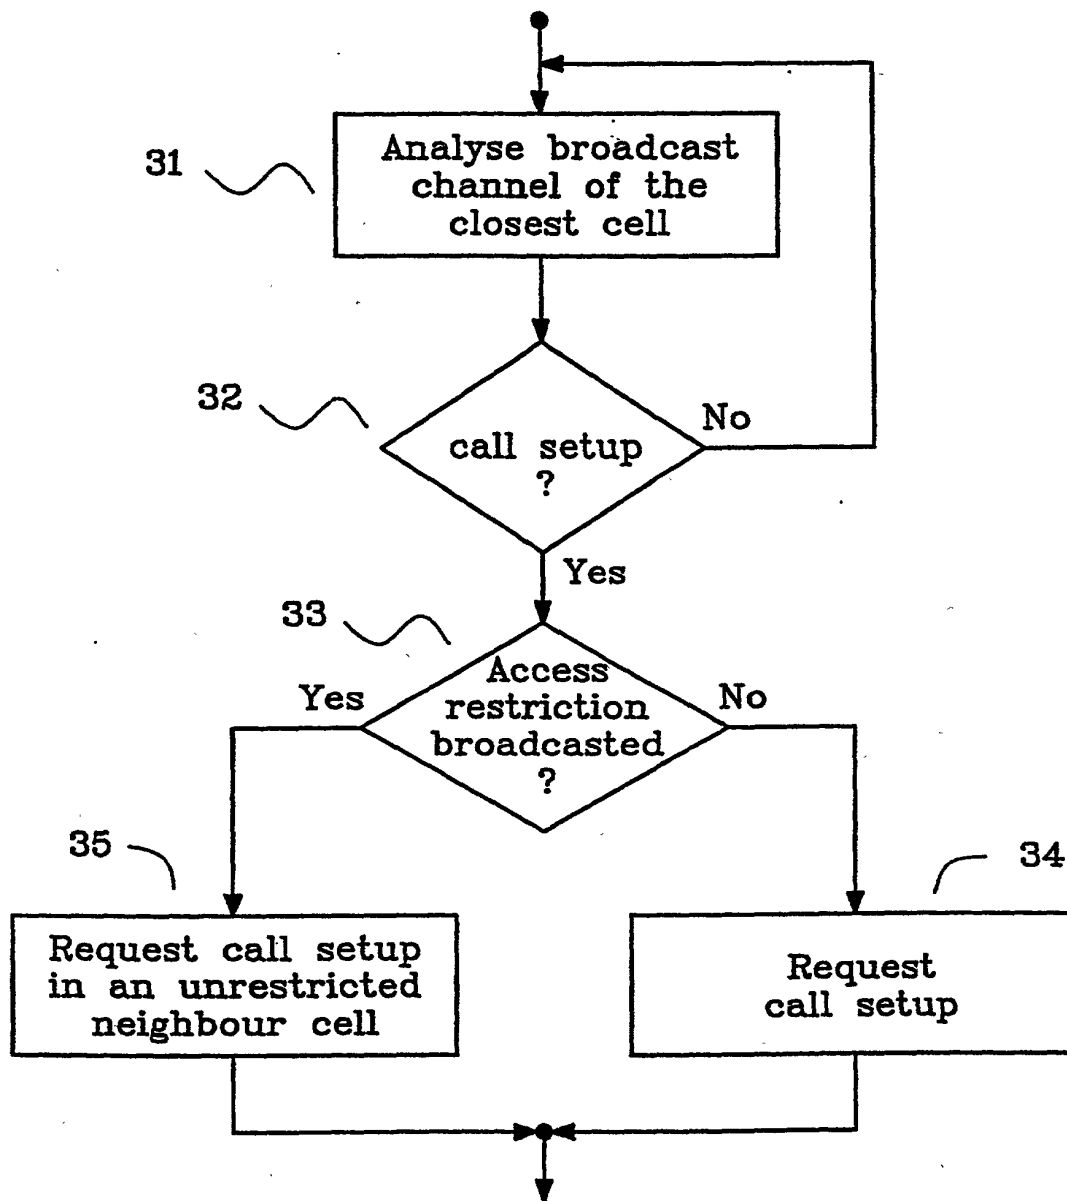 31
Analyse broadcast
channel of the
closest cell
32
No
call setup
?
Yes
33
Access
restriction
broadcasted
?
Yes
No
35
34
Request call setup
in an unrestricted
neighbour cell
Request
call setup